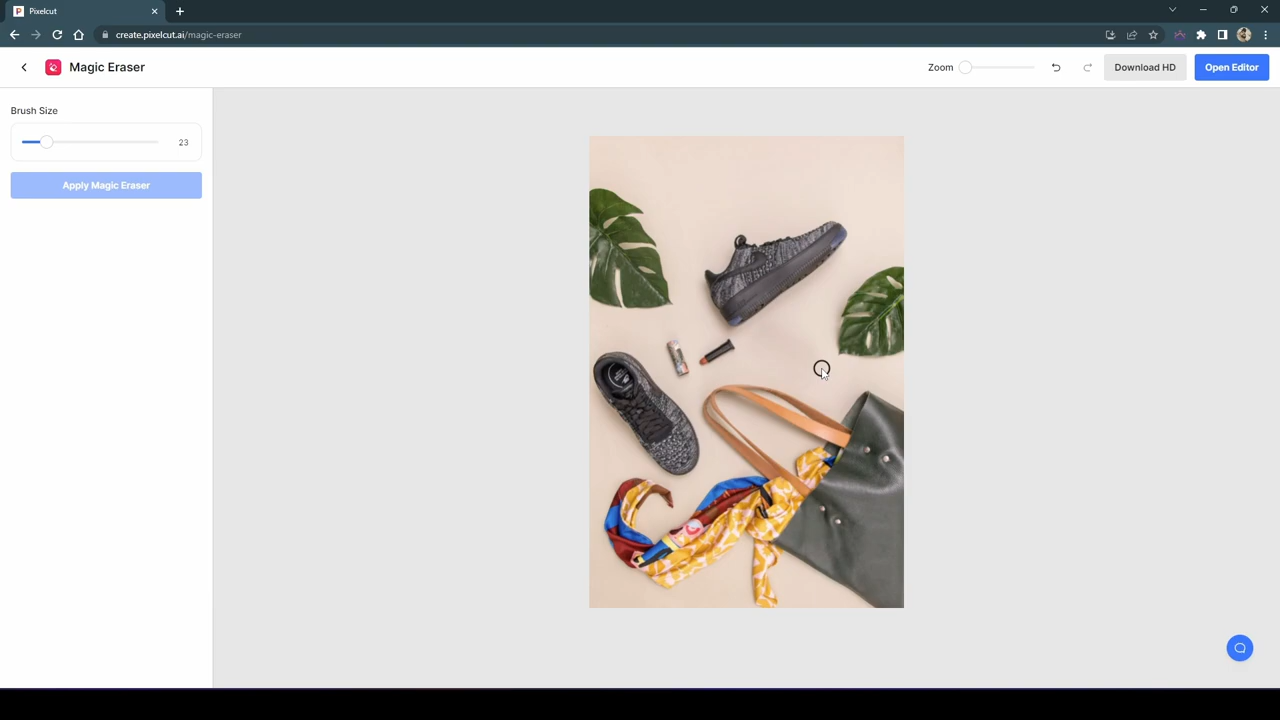 Pixelcut
create.pixelcut.ai/magic-eraser
Magic Eraser
Zoom
Download HD
Open Editor
Brush Size
23
Apply Magic Eraser